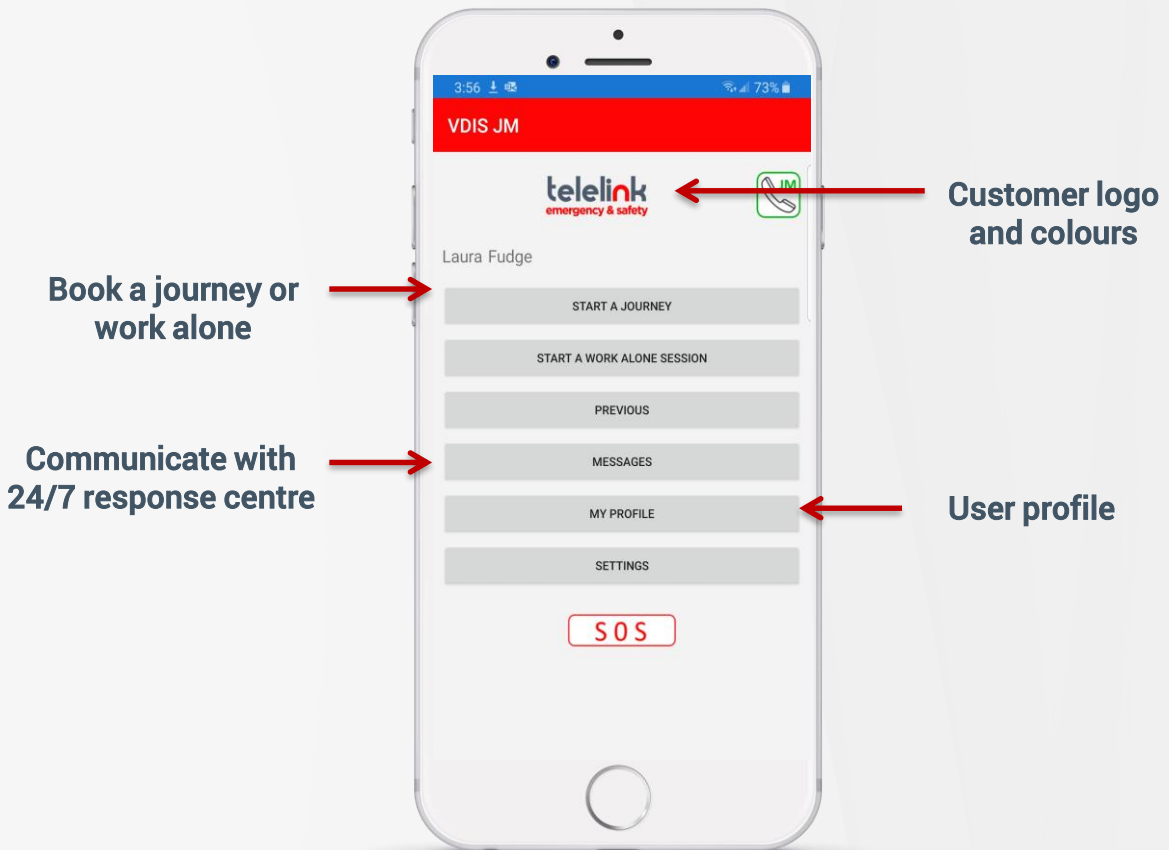 3:56
73%
VDIS JM
telelink
emergency & safety
JM
Customer logo
and colours
Laura Fudge
Book a journey or
work alone
START A JOURNEY
START A WORK ALONE SESSION
PREVIOUS
Communicate with
24/7 response centre
MESSAGES
MY PROFILE
User profile
SETTINGS
SOS